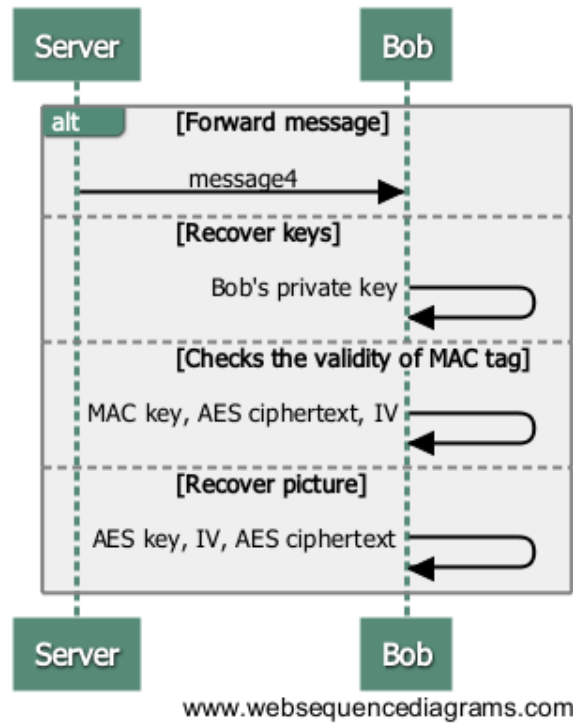 Server Bob
alt [Forward message]
message4
[Recover keys]
Bob's private key
[Checks the validity of MAC tag]
MAC key, AES ciphertext, IV
[Recover picture]
AES key, IV, AES ciphertext
Server Bob
www.websequencediagrams.com